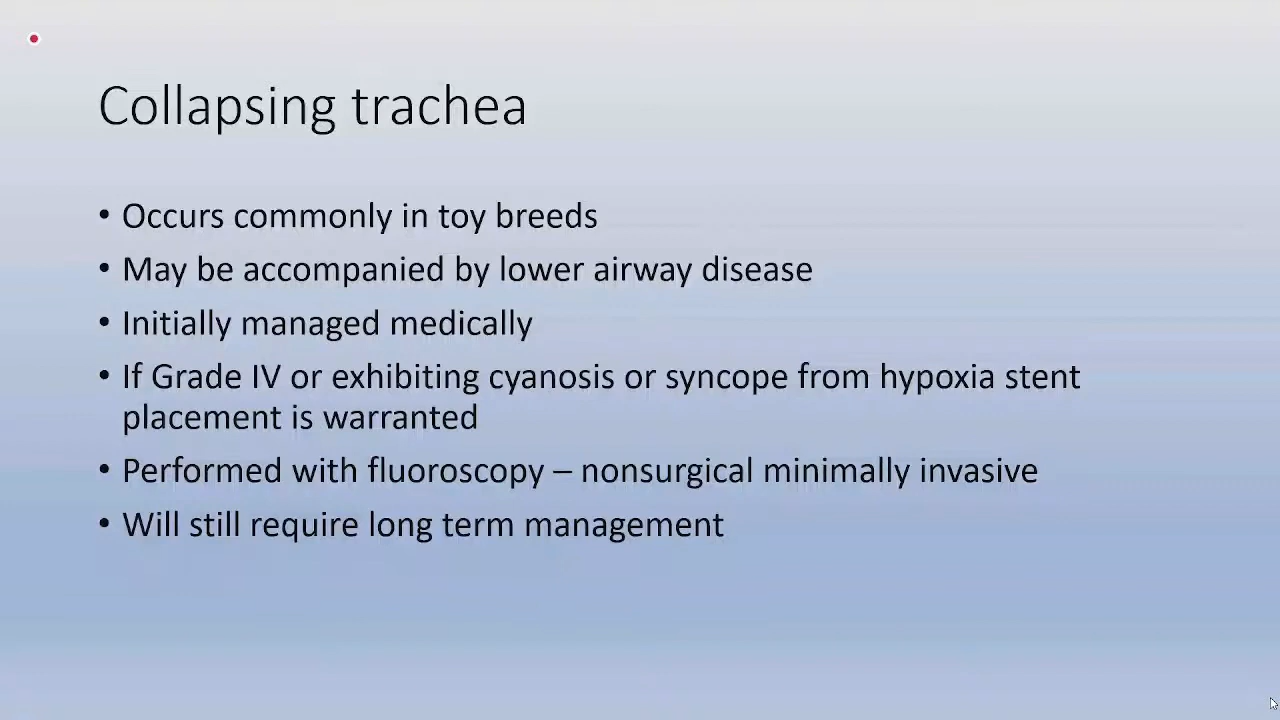 Collapsing trachea
• Occurs commonly in toy breeds
• May be accompanied by lower airway disease
• Initially managed medically
• If Grade IV or exhibiting cyanosis or syncope from hypoxia stent
placement is warranted
• Performed with fluoroscopy – nonsurgical minimally invasive
• Will still require long term management